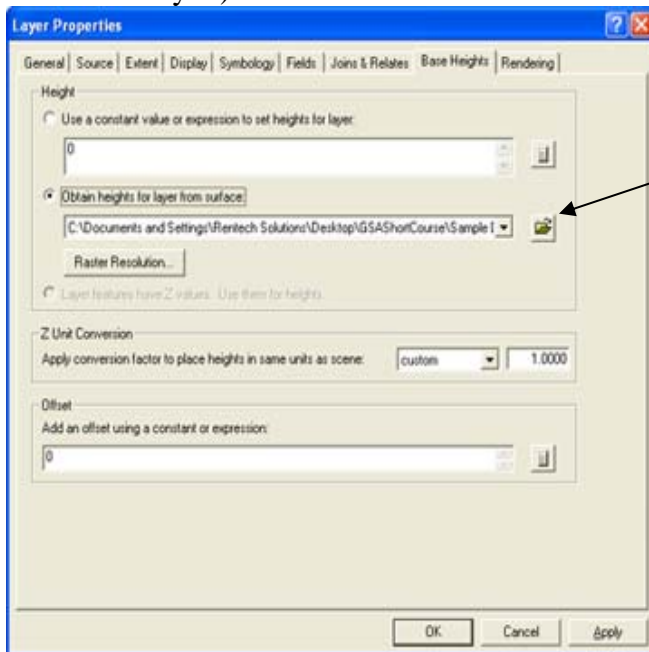 Layer Properties
General Source Extent Display Symbology Fields Joins & Relates Base Heights Rendering
Height
Use a constant value or expression to set heights for layer:
0
Obtain heights for layer from surface:
C:\Documents and Settings\Rentech Solutions\Desktop\GSAShortCourse\Sample
Raster Resolution...
Layer features have Z values. Use them for heights.
Z Unit Conversion
Apply conversion factor to place heights in same units as scene: custom 1.0000
Offset
Add an offset using a constant or expression:
0
OK Cancel Apply